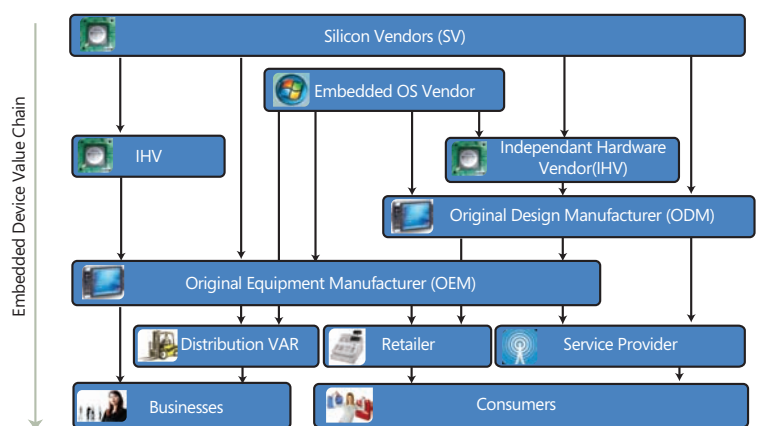 Embedded Device Value Chain
Silicon Vendors (SV)
Embedded OS Vendor
IHV
Independant Hardware
Vendor(IHV)
Original Design Manufacturer (ODM)
Original Equipment Manufacturer (OEM)
Distribution VAR
Retailer
Service Provider
Businesses
Consumers